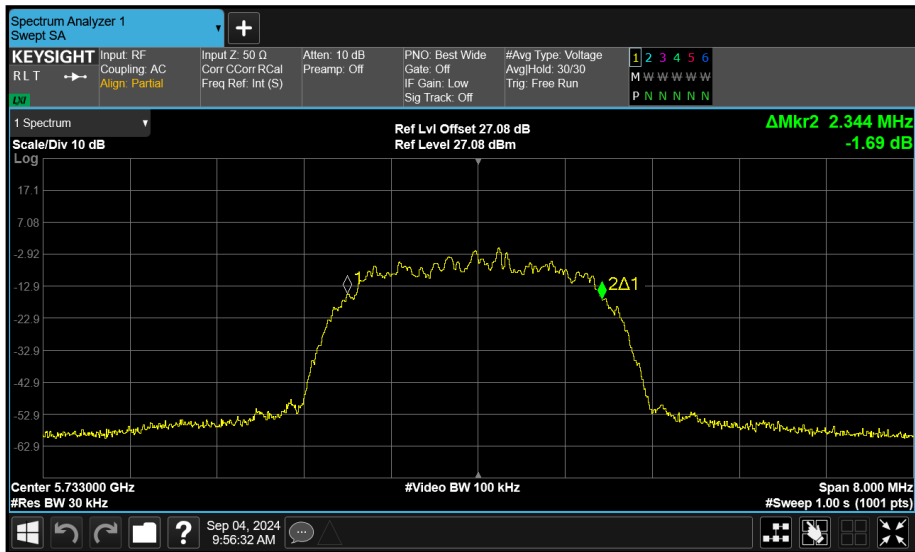 Spectrum Analyzer 1
Swept SA
KEYSIGHT
R L T
LXI
Input: RF
Coupling: AC
Align: Partial
Input Z: 50 Ω
Corr CCorr RCal
Freq Ref: Int (S)
Atten: 10 dB
Preamp: Off
PNO: Best Wide
Gate: Off
IF Gain: Low
Sig Track: Off
#Avg Type: Voltage
Avg|Hold: 30/30
Trig: Free Run
1 2 3 4 5 6
M W W W W W
P N N N N N
1 Spectrum
Scale/Div 10 dB
Log
Ref Lvl Offset 27.08 dB
Ref Level 27.08 dBm
ΔMkr2 2.344 MHz
-1.69 dB
17.1
7.08
-2.92
-12.9
-22.9
-32.9
-42.9
-52.9
-62.9
1
2Δ1
Center 5.733000 GHz
#Res BW 30 kHz
#Video BW 100 kHz
Span 8.000 MHz
#Sweep 1.00 s (1001 pts)
?
Sep 04, 2024
9:56:32 AM